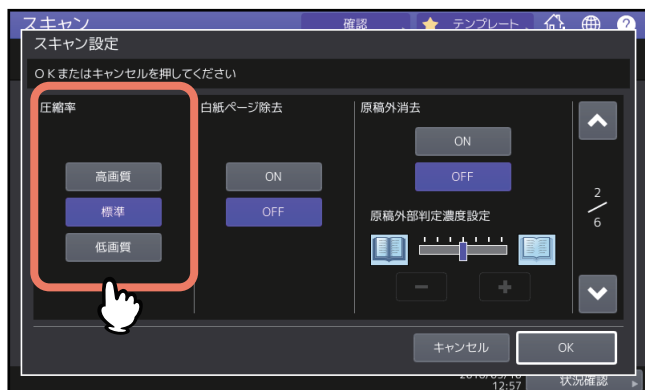 スキャン
確認
テンプレート
スキャン設定
OKまたはキャンセルを押してください
圧縮率
白紙ページ除去
原稿外消去
高画質
標準
低画質
ON
OFF
ON
OFF
原稿外部判定濃度設定
2
6
キャンセル
OK
12:57
状況確認